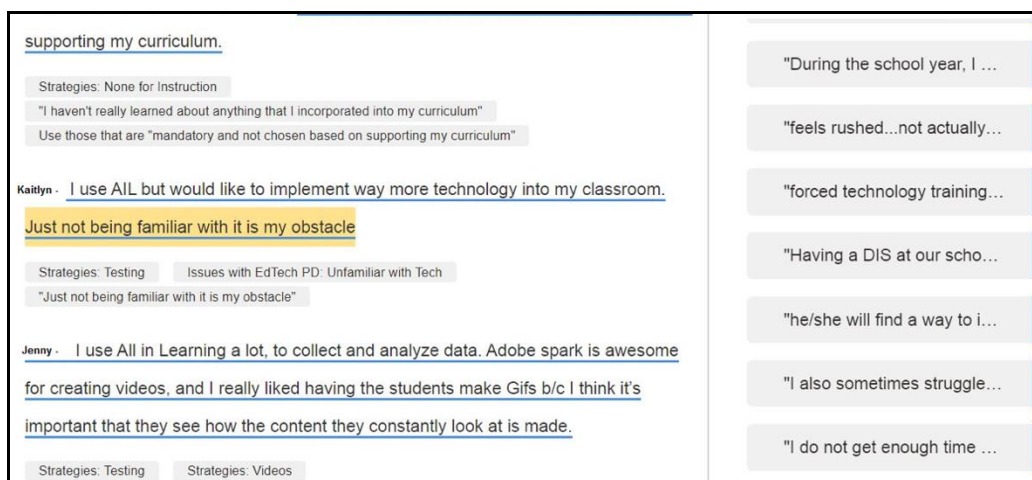 supporting my curriculum.
Strategies: None for Instruction
"I haven't really learned about anything that I incorporated into my curriculum"
Use those that are "mandatory and not chosen based on supporting my curriculum"
Kaitlyn - I use AIL but would like to implement way more technology into my classroom.
Just not being familiar with it is my obstacle
Strategies: Testing Issues with EdTech PD: Unfamiliar with Tech
"Just not being familiar with it is my obstacle"
Jenny - I use All in Learning a lot, to collect and analyze data. Adobe spark is awesome
for creating videos, and I really liked having the students make Gifs b/c I think it's
important that they see how the content they constantly look at is made.
Strategies: Testing Strategies: Videos
"During the school year, I ...
"feels rushed...not actually...
"forced technology training...
"Having a DIS at our scho...
"he/she will find a way to i...
"I also sometimes struggle...
"I do not get enough time ...